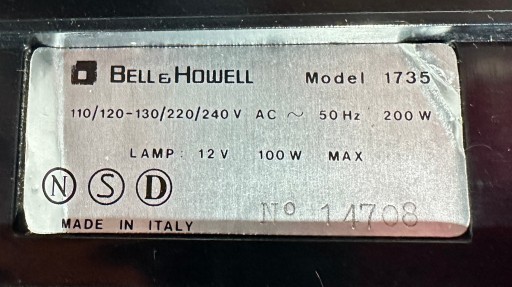 BELL & HOWELL Model 1735
110/120-130/220/240 V AC ~ 50 Hz 200 W
LAMP: 12 V 100 W MAX
N S D
MADE IN ITALY Nº 14708